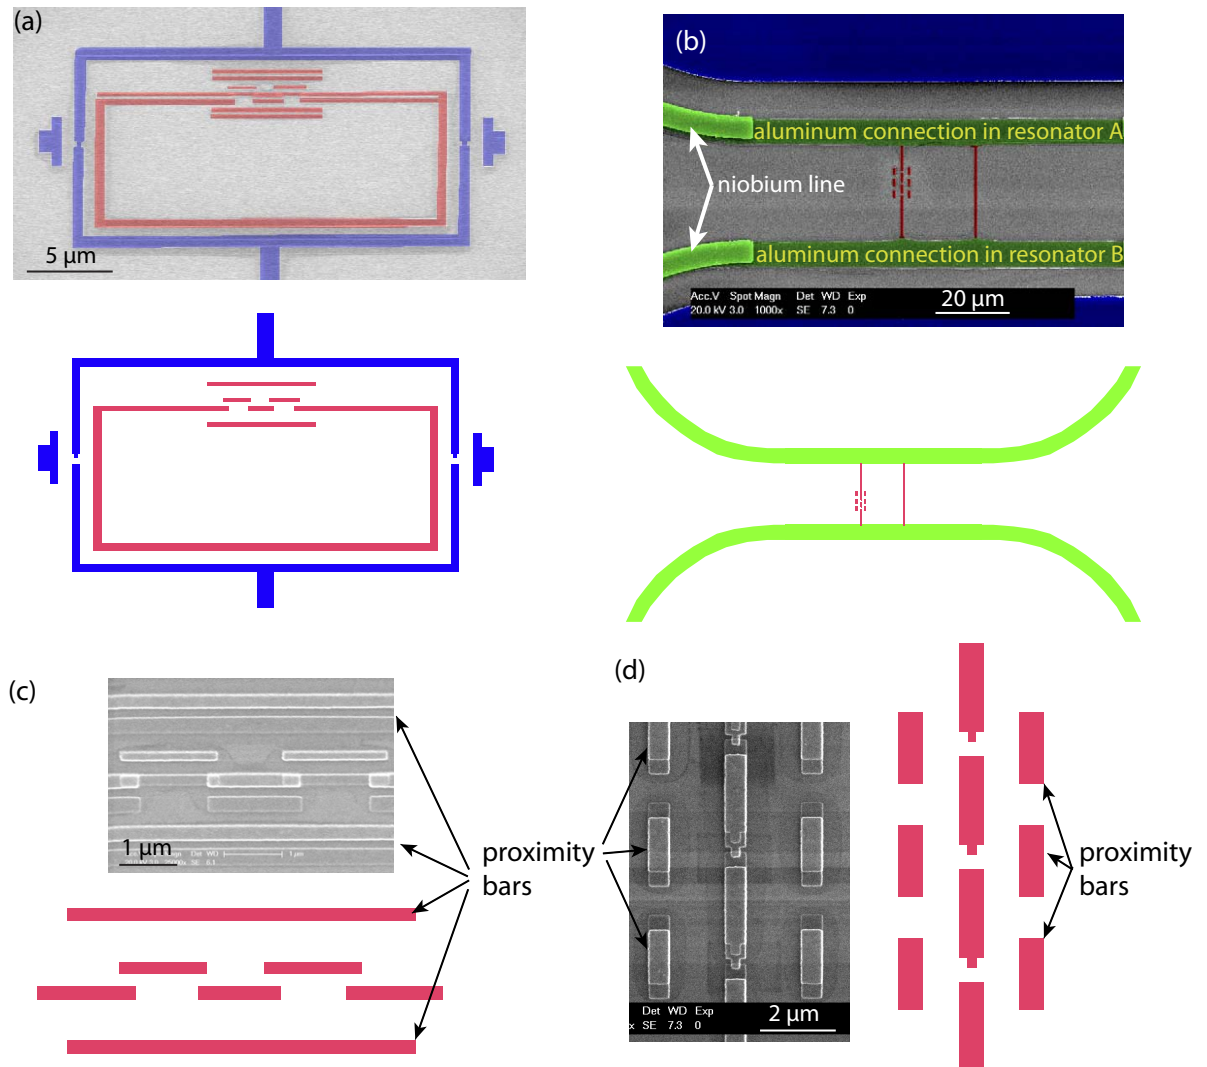 (a)
5 μm
(b)
aluminum connection in resonator A
niobium line
aluminum connection in resonator B
Acc.V Spot Magn Det WD Exp
20.0 kV 3.0 1000x SE 7.3 0
20 μm
(c)
1 μm
proximity
bars
(d)
Det WD Exp
x SE 7.3 0
2 μm
proximity
bars